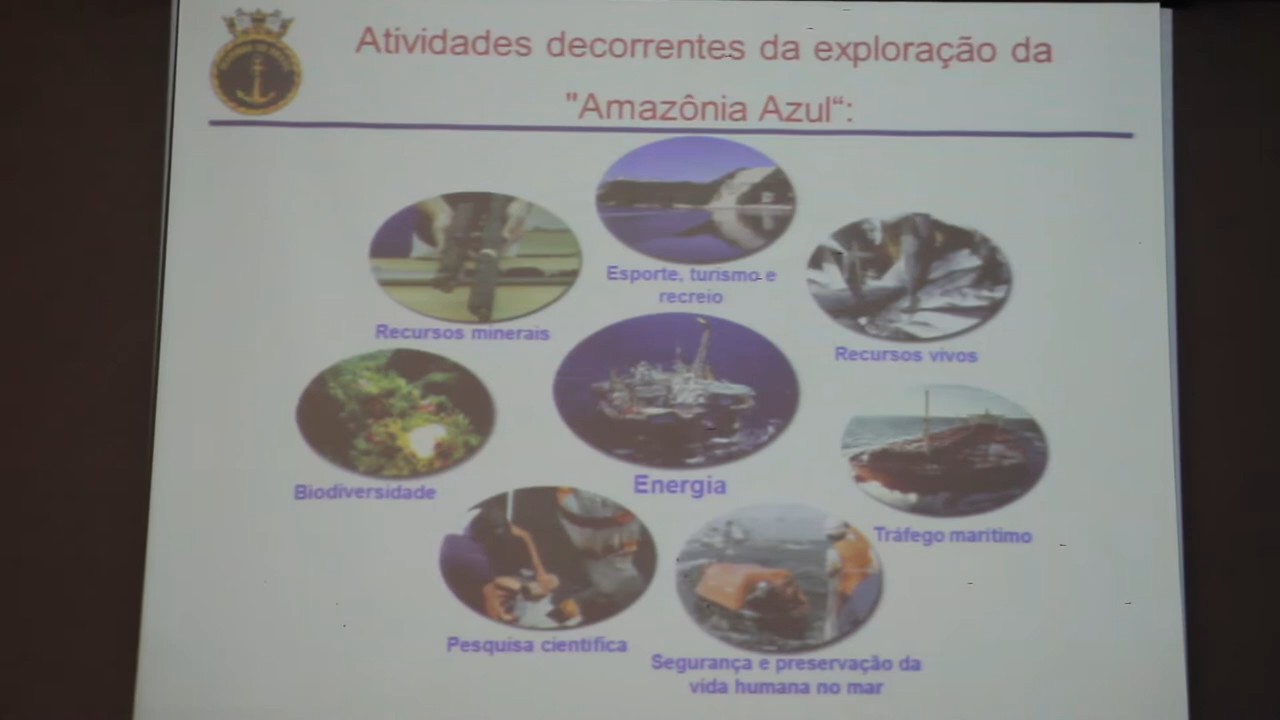 Atividades decorrentes da exploração da
"Amazônia Azul“:
Esporte, turismo e
recreio
Recursos minerais
Recursos vivos
Biodiversidade
Energia
Tráfego marítimo
Pesquisa científica
Segurança e preservação da
vida humana no mar